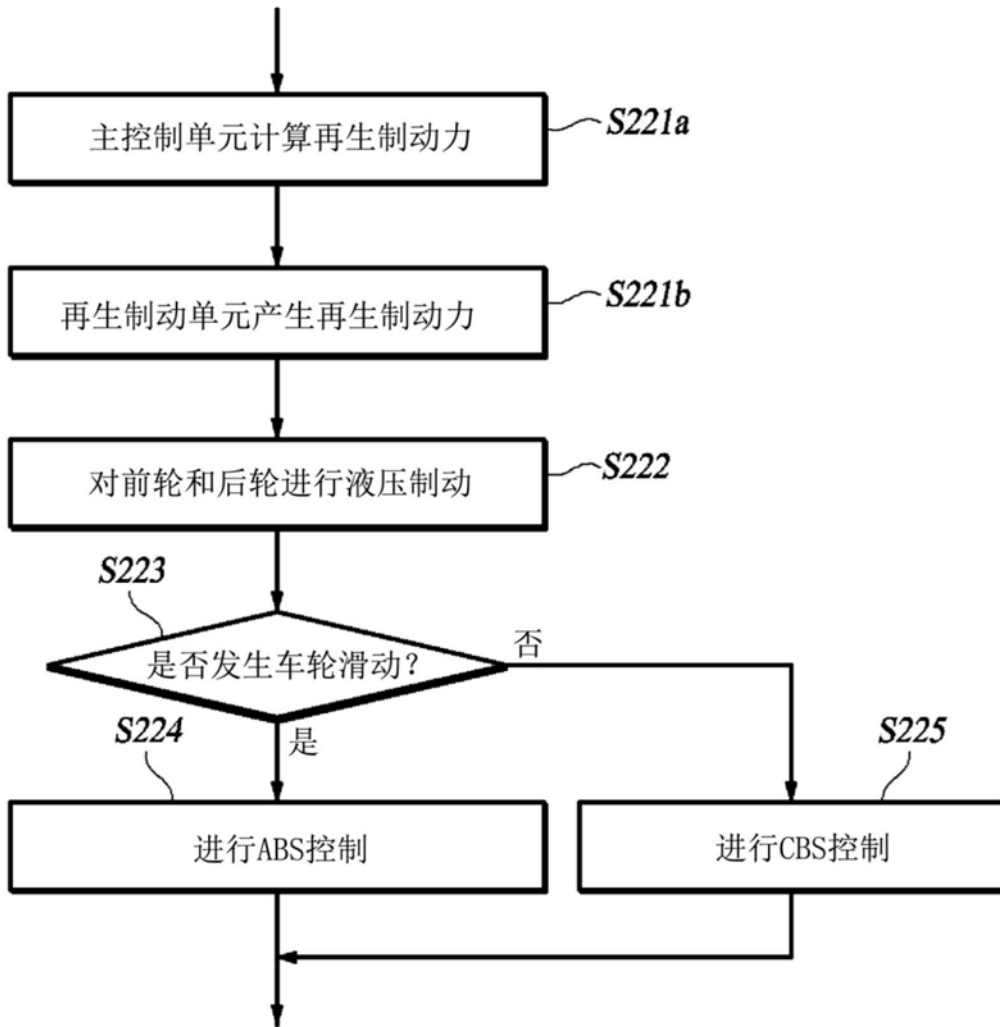 主控制单元计算再生制动力
S221a
再生制动单元产生再生制动力
S221b
对前轮和后轮进行液压制动
S222
S223
是否发生车轮滑动?
否
是
S224
进行ABS控制
S225
进行CBS控制